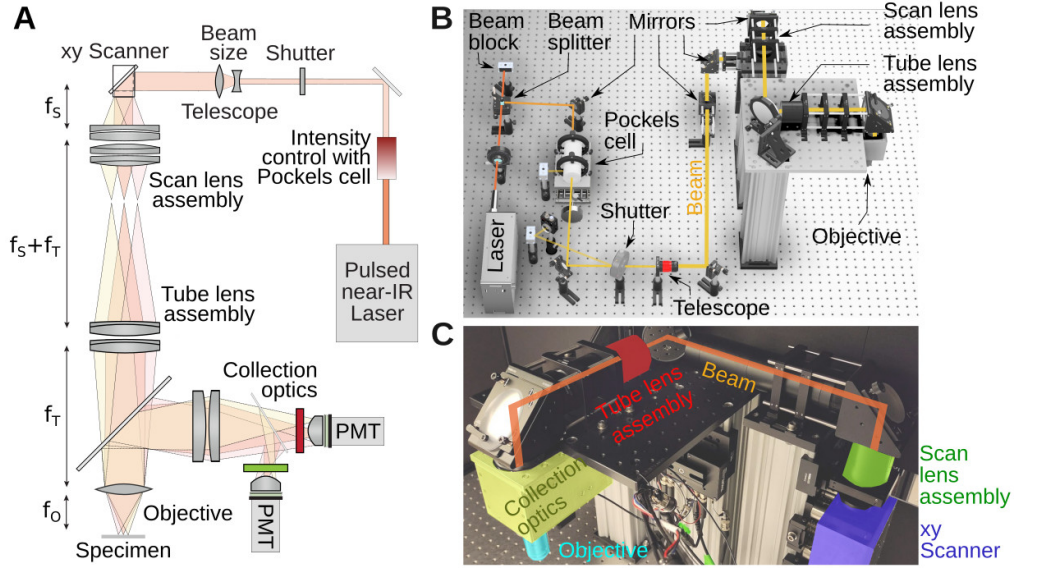 A
xy Scanner
Beam
size
Shutter
Telescope
fS
Intensity
control with
Pockels cell
Scan lens
assembly
fS+fT
Pulsed
near-IR
Laser
Tube lens
assembly
Collection
optics
fT
PMT
fO
Objective
PMT
Specimen
B
Beam
block
Beam
splitter
Mirrors
Scan lens
assembly
Tube lens
assembly
Pockels
cell
Beam
Shutter
Laser
Objective
Telescope
C
Tube lens
assembly
Beam
Collection
optics
Objective
Scan
lens
assembly
xy
Scanner